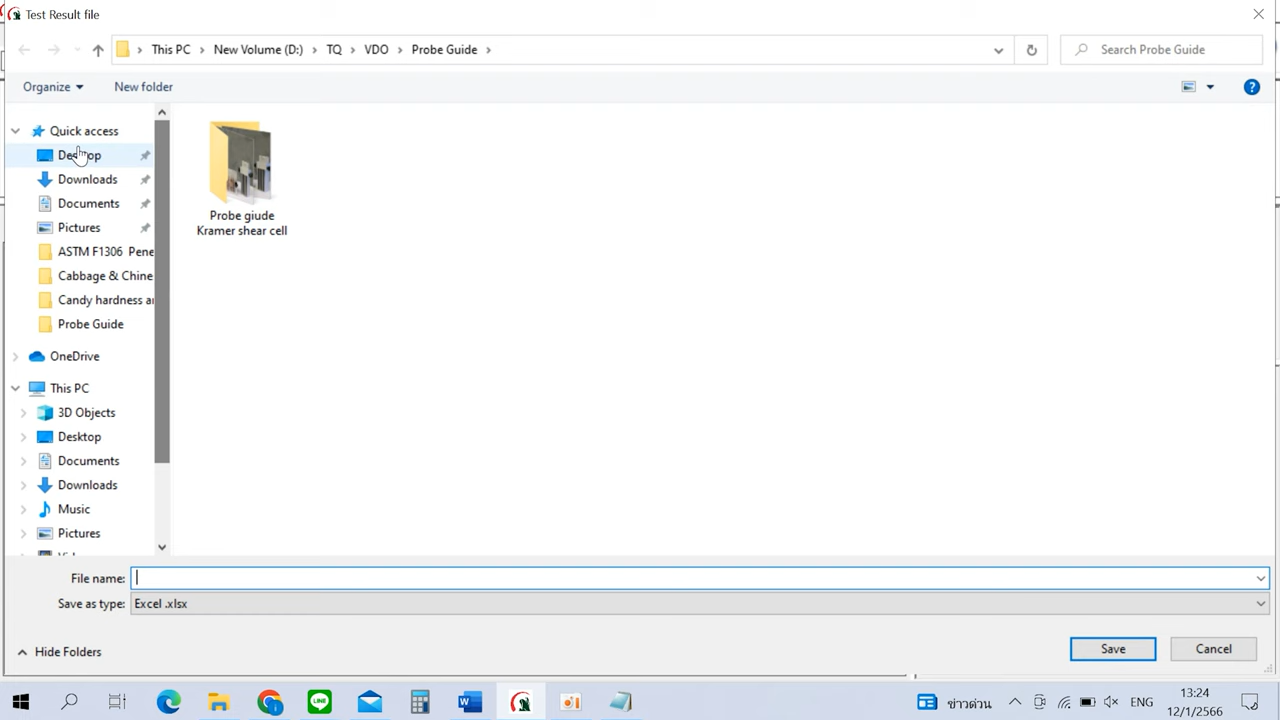 Test Result file
This PC > New Volume (D:) > TQ > VDO > Probe Guide >
Search Probe Guide
Organize
New folder
Quick access
Desktop
Downloads
Documents
Pictures
ASTM F1306 Pene
Cabbage & Chine
Candy hardness a
Probe Guide
OneDrive
This PC
3D Objects
Desktop
Documents
Downloads
Music
Pictures
Probe giude
Kramer shear cell
File name:
Save as type: Excel .xlsx
Hide Folders
Save
Cancel
LINE
ข่าวด่วน
ENG
13:24
12/1/2566